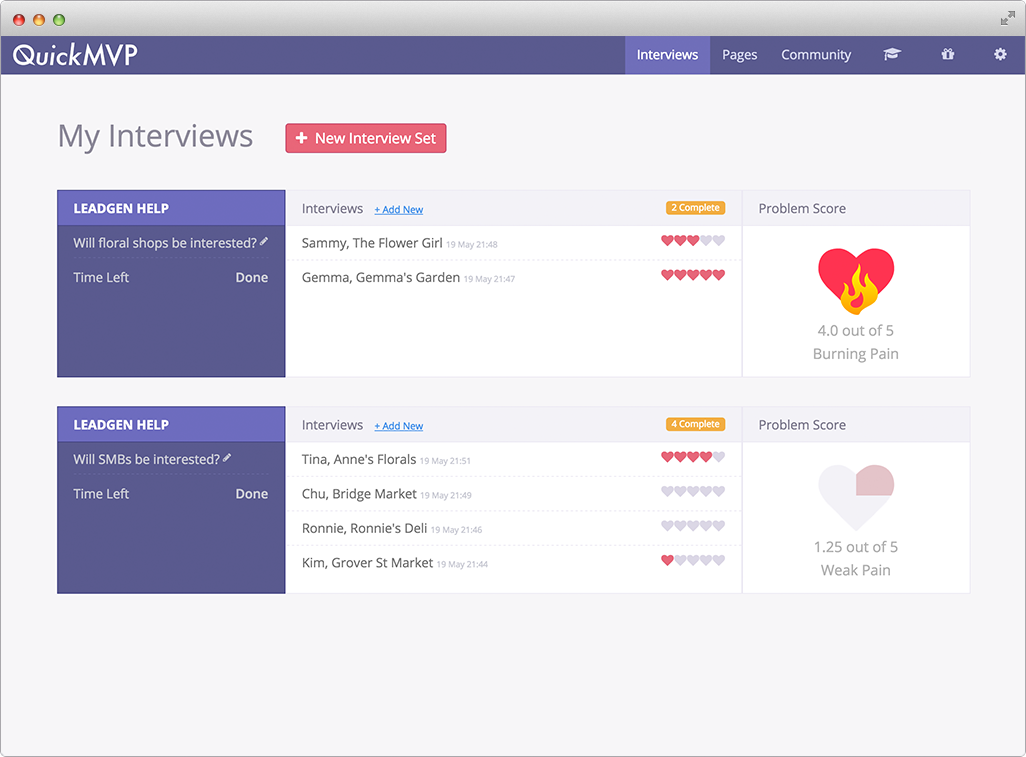 QuickMVP
Interviews Pages Community
My Interviews
+ New Interview Set
LEADGEN HELP
Will floral shops be interested?
Time Left Done
Interviews + Add New 2 Complete
Sammy, The Flower Girl 19 May 21:48
Gemma, Gemma's Garden 19 May 21:47
Problem Score
4.0 out of 5
Burning Pain
LEADGEN HELP
Will SMBs be interested?
Time Left Done
Interviews + Add New 4 Complete
Tina, Anne's Florals 19 May 21:51
Chu, Bridge Market 19 May 21:49
Ronnie, Ronnie's Deli 19 May 21:46
Kim, Grover St Market 19 May 21:44
Problem Score
1.25 out of 5
Weak Pain